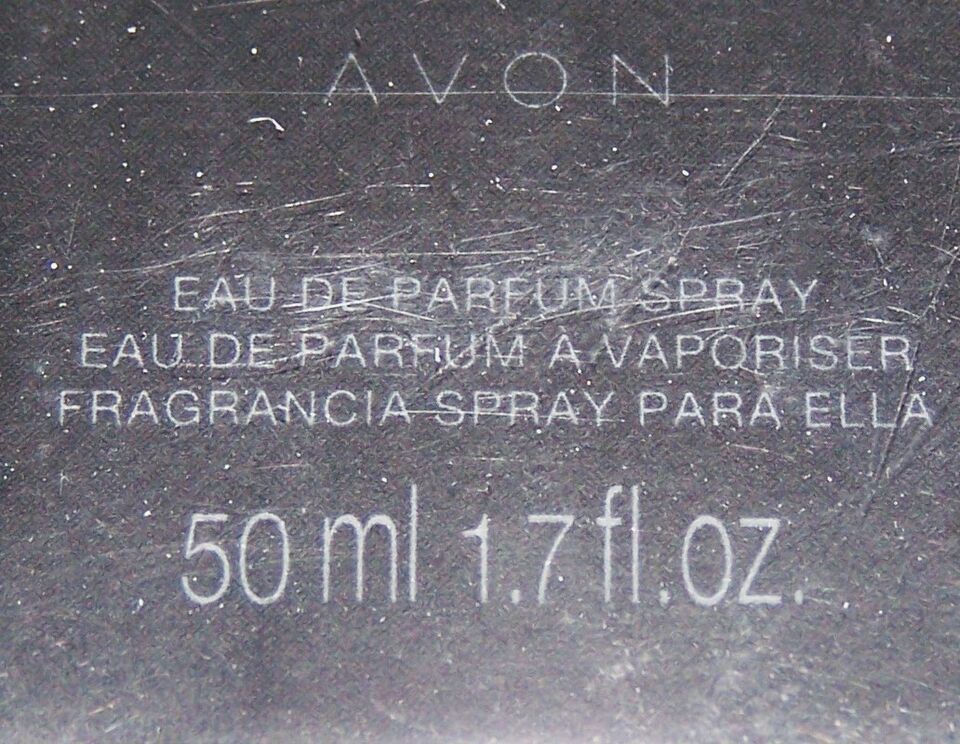 AVON
EAU DE PARFUM SPRAY
EAU DE PARFUM À VAPORISER
FRAGRANCIA SPRAY PARA ELLA
50 ml 1.7 fl.oz.